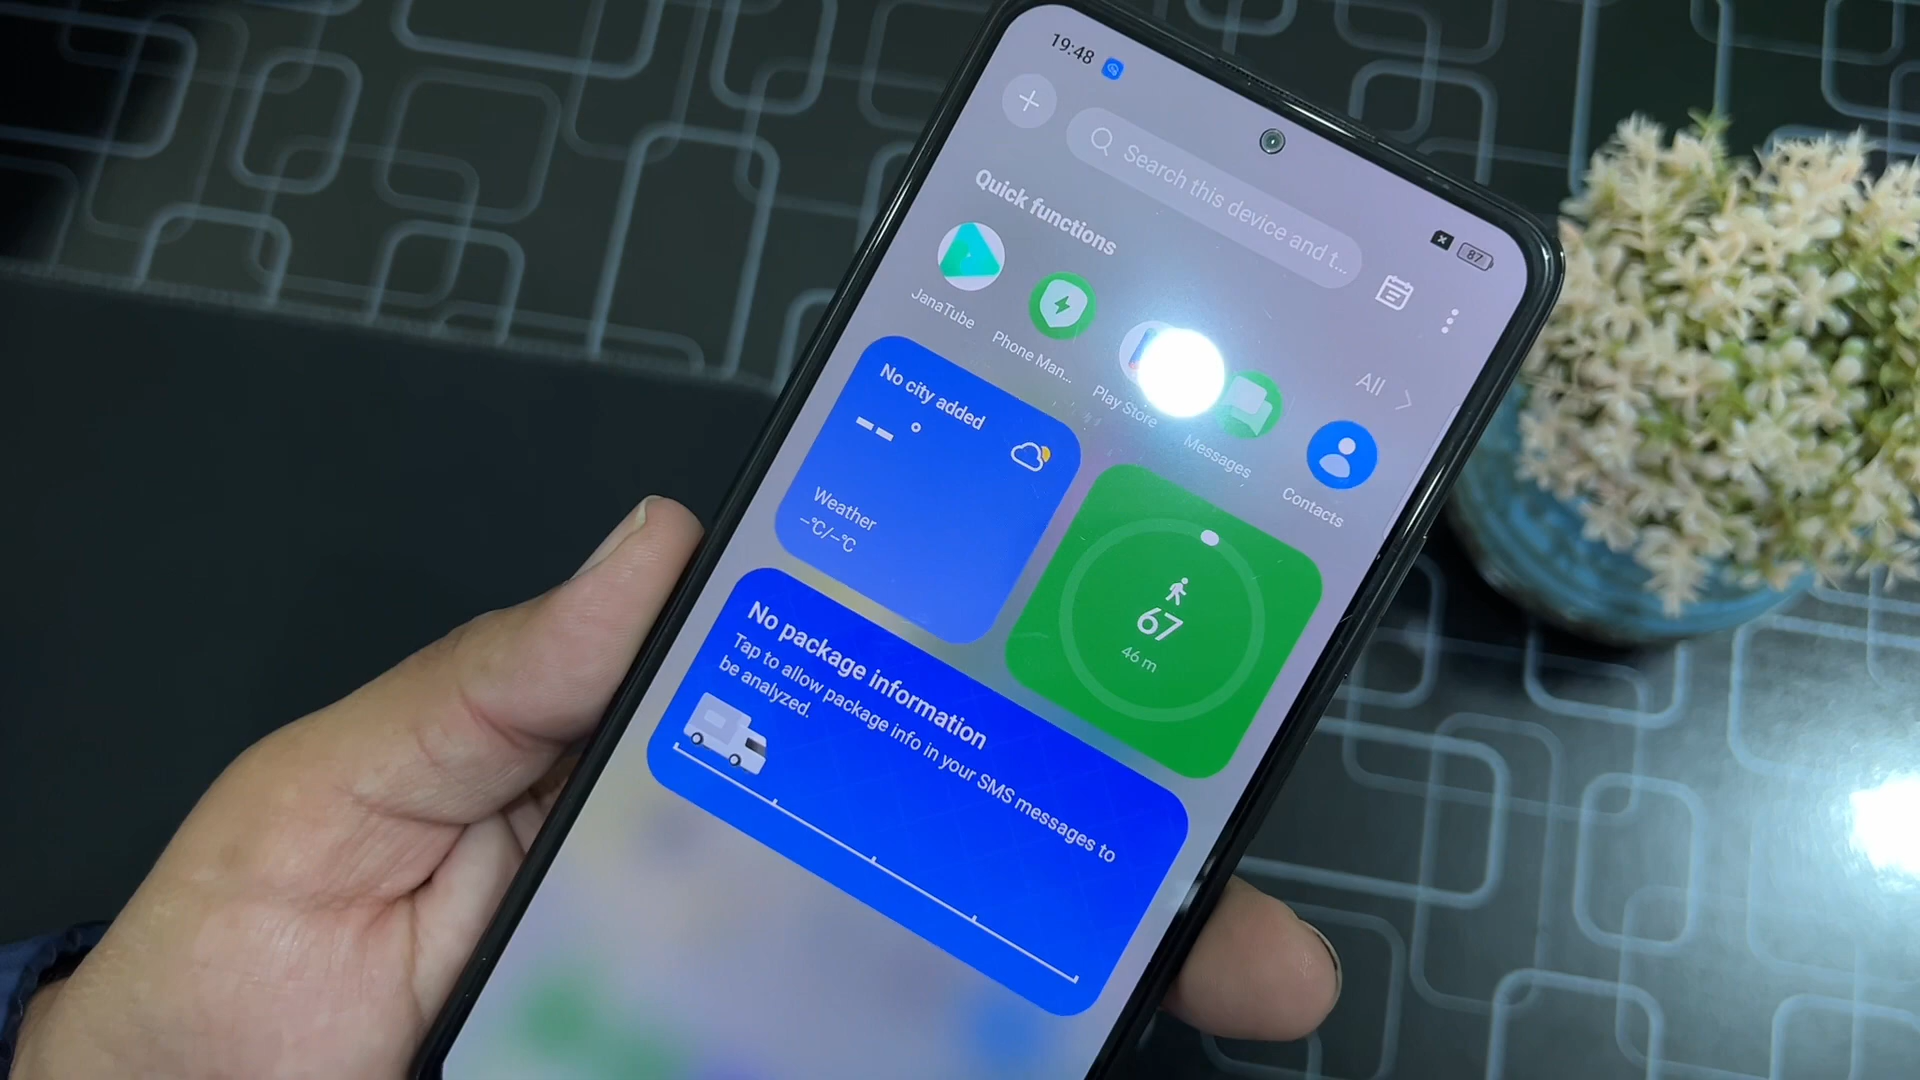 19:48
87
Search this device and t...
Quick functions
All
JanaTube
Phone Man...
Play Store
Messages
Contacts
No city added
-- °
Weather
--°C/--°C
67
46 m
No package information
Tap to allow package info in your SMS messages to
be analyzed.